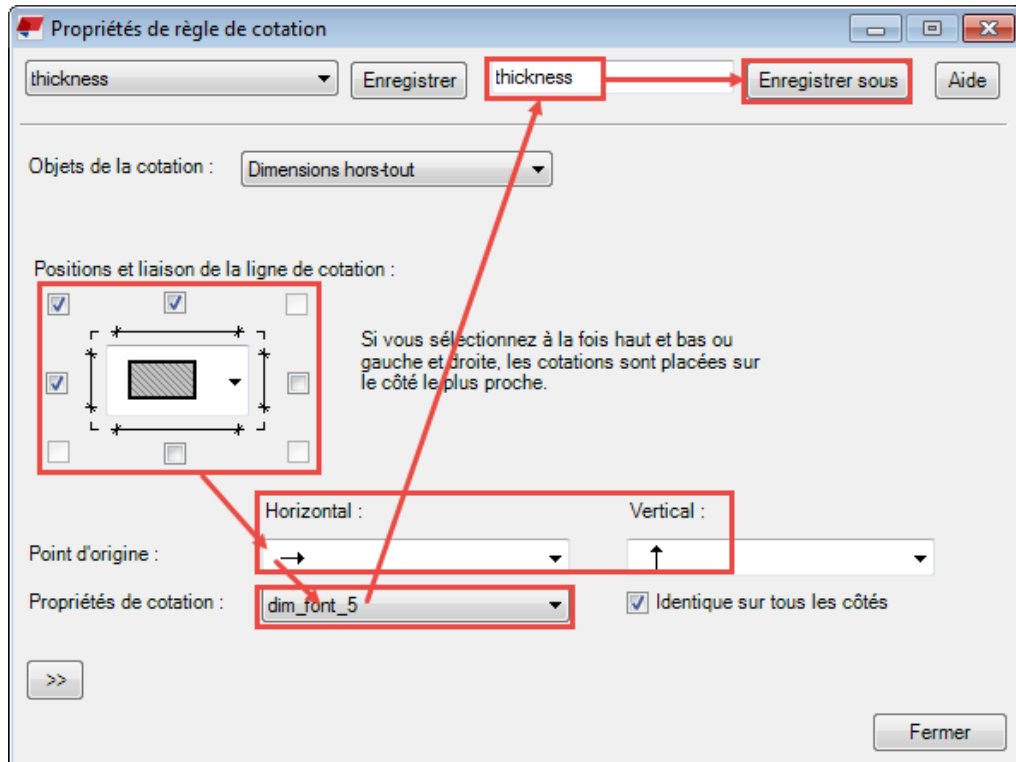 Propriétés de règle de cotation
thickness Enregistrer thickness Enregistrer sous Aide
Objets de la cotation : Dimensions hors-tout
Positions et liaison de la ligne de cotation :
Si vous sélectionnez à la fois haut et bas ou
gauche et droite, les cotations sont placées sur
le côté le plus proche.
Horizontal : Vertical :
Point d'origine :
Propriétés de cotation : dim_font_5 Identique sur tous les côtés
>>
Fermer